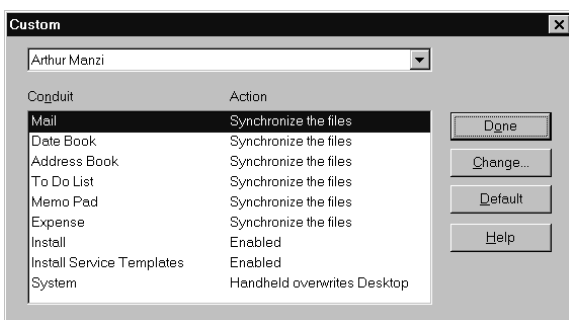 Custom
Arthur Manzi
Conduit Action
Mail Synchronize the files
Date Book Synchronize the files
Address Book Synchronize the files
To Do List Synchronize the files
Memo Pad Synchronize the files
Expense Synchronize the files
Install Enabled
Install Service Templates Enabled
System Handheld overwrites Desktop
Done
Change...
Default
Help